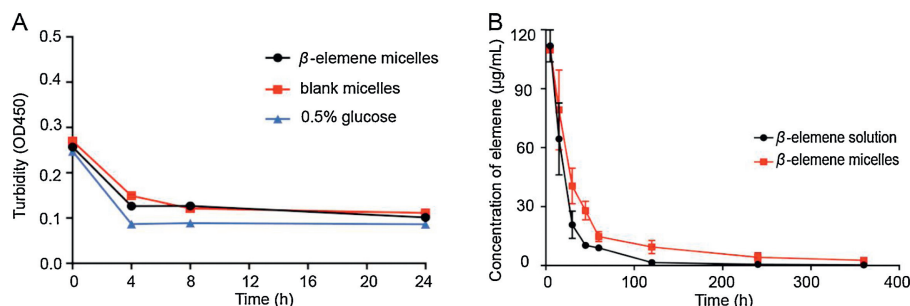 A
0.5
0.4
0.3
0.2
0.1
0.0
Turbidity (OD450)
0 4 8 12 16 20 24
Time (h)
β-elemene micelles
blank micelles
0.5% glucose
B
120
90
60
30
0
Concentration of elemene (μg/mL)
0 100 200 300 400
Time (h)
β-elemene solution
β-elemene micelles